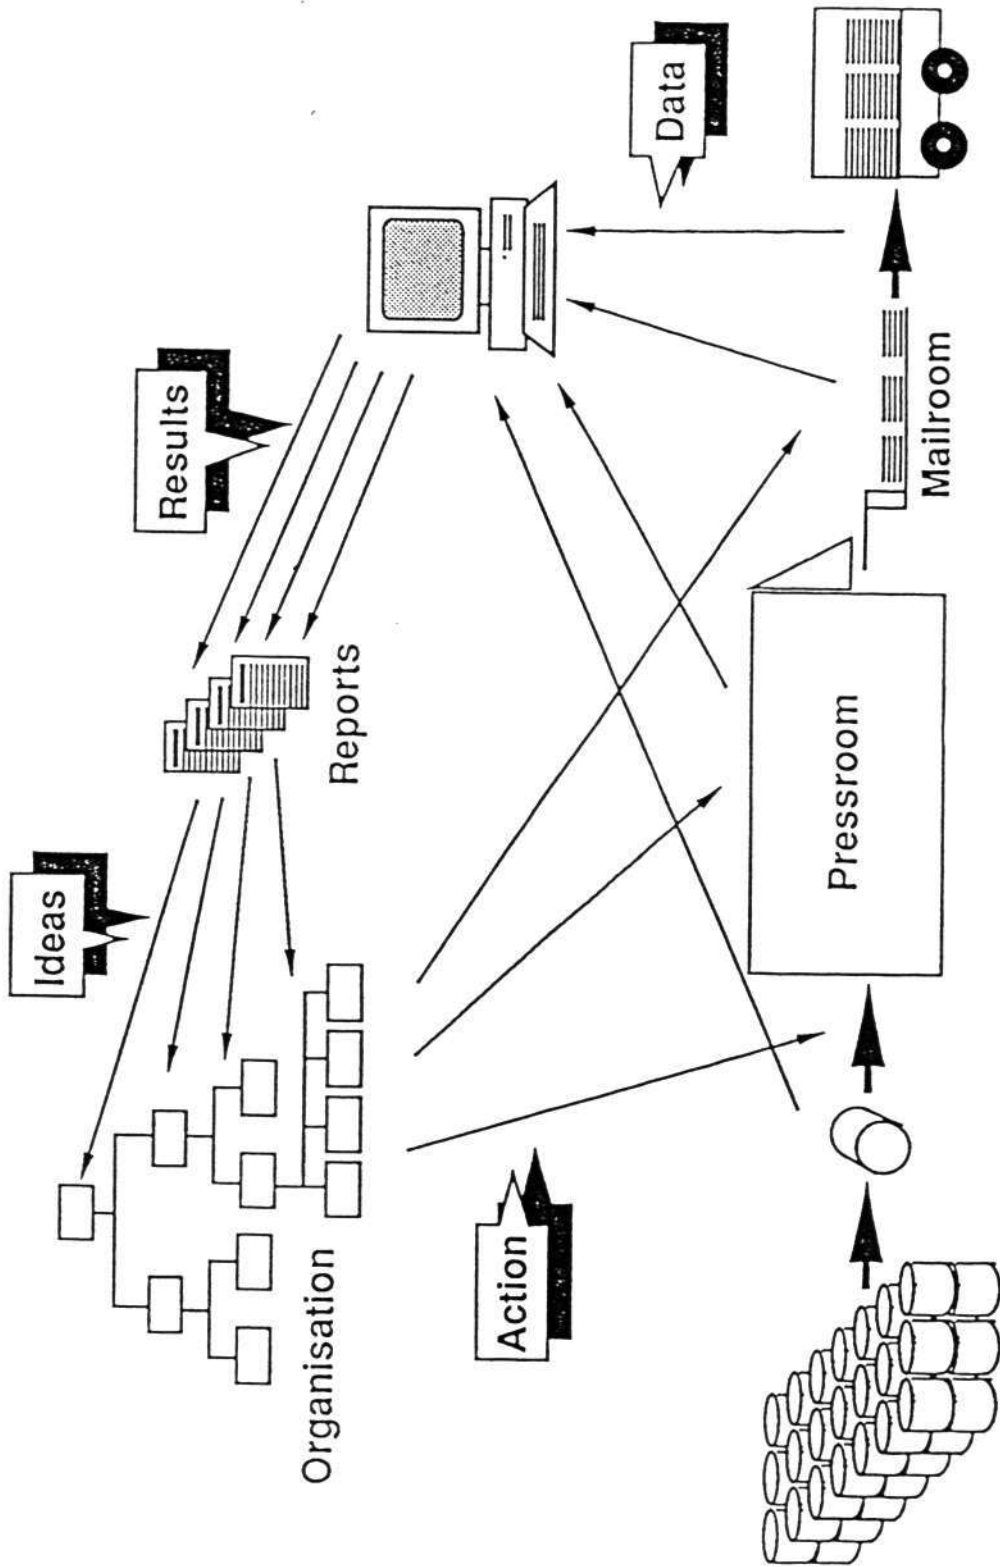 Ideas
Results
Data
Reports
Organisation
Action
Pressroom
Mailroom